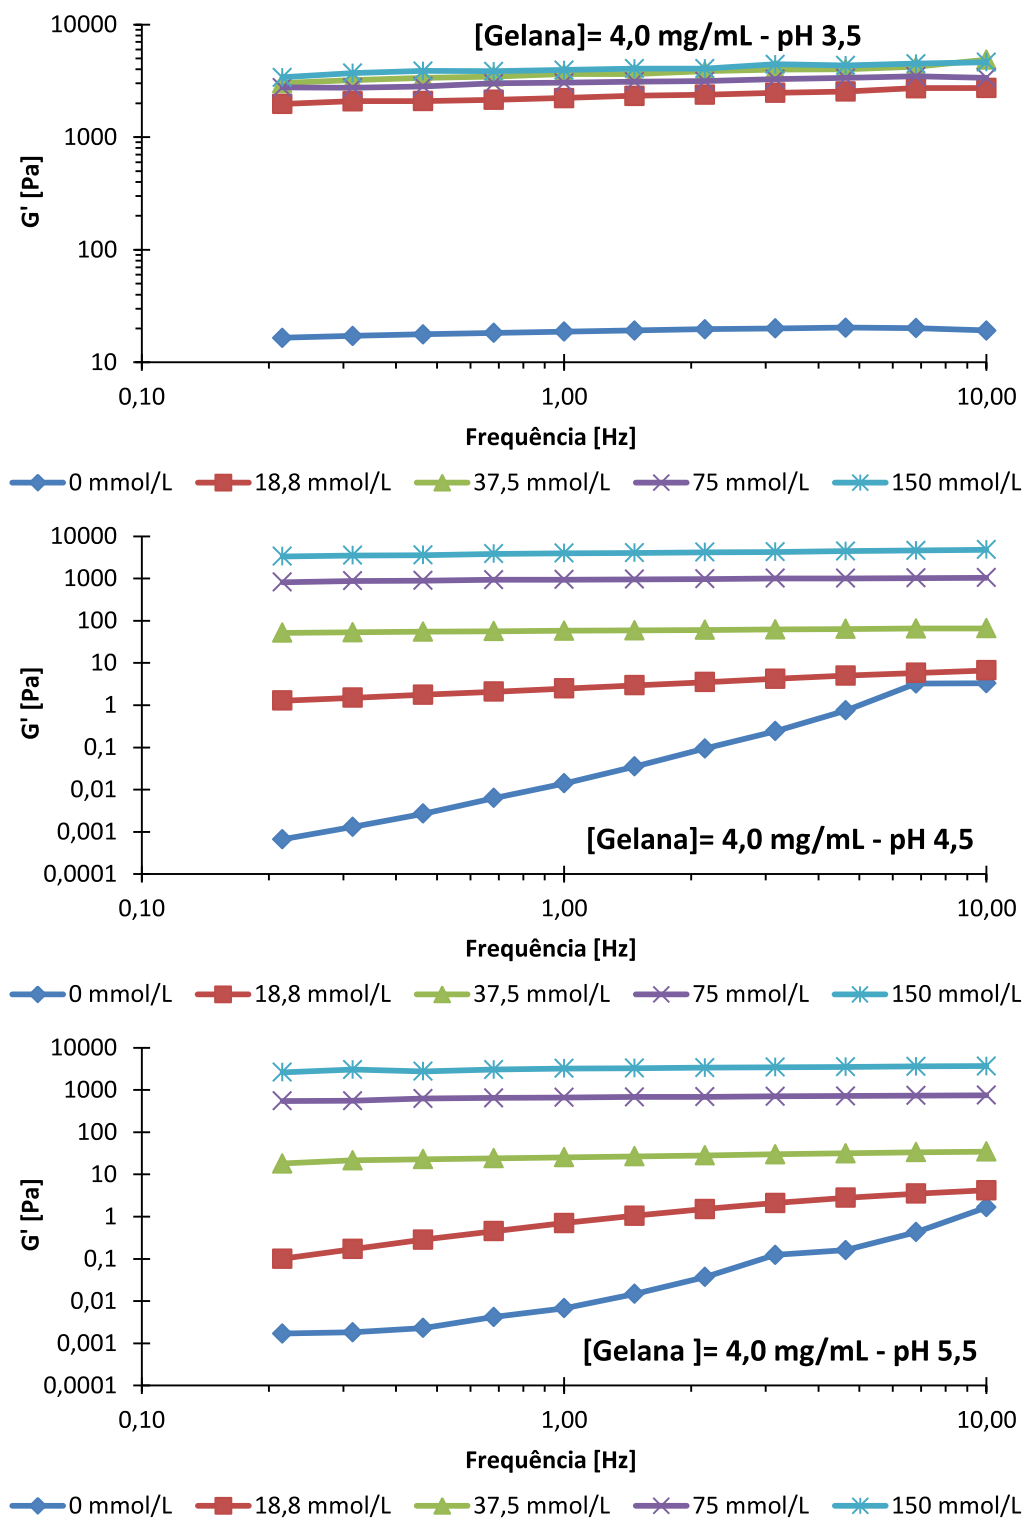 [Gelana]= 4,0 mg/mL - pH 3,5
10000
1000
100
10
G' [Pa]
0,10 1,00 10,00
Frequência [Hz]
0 mmol/L 18,8 mmol/L 37,5 mmol/L 75 mmol/L 150 mmol/L
10000
1000
100
10
1
0,1
0,01
0,001
0,0001
G' [Pa]
[Gelana]= 4,0 mg/mL - pH 4,5
0,10 1,00 10,00
Frequência [Hz]
0 mmol/L 18,8 mmol/L 37,5 mmol/L 75 mmol/L 150 mmol/L
10000
1000
100
10
1
0,1
0,01
0,001
0,0001
G' [Pa]
[Gelana ]= 4,0 mg/mL - pH 5,5
0,10 1,00 10,00
Frequência [Hz]
0 mmol/L 18,8 mmol/L 37,5 mmol/L 75 mmol/L 150 mmol/L